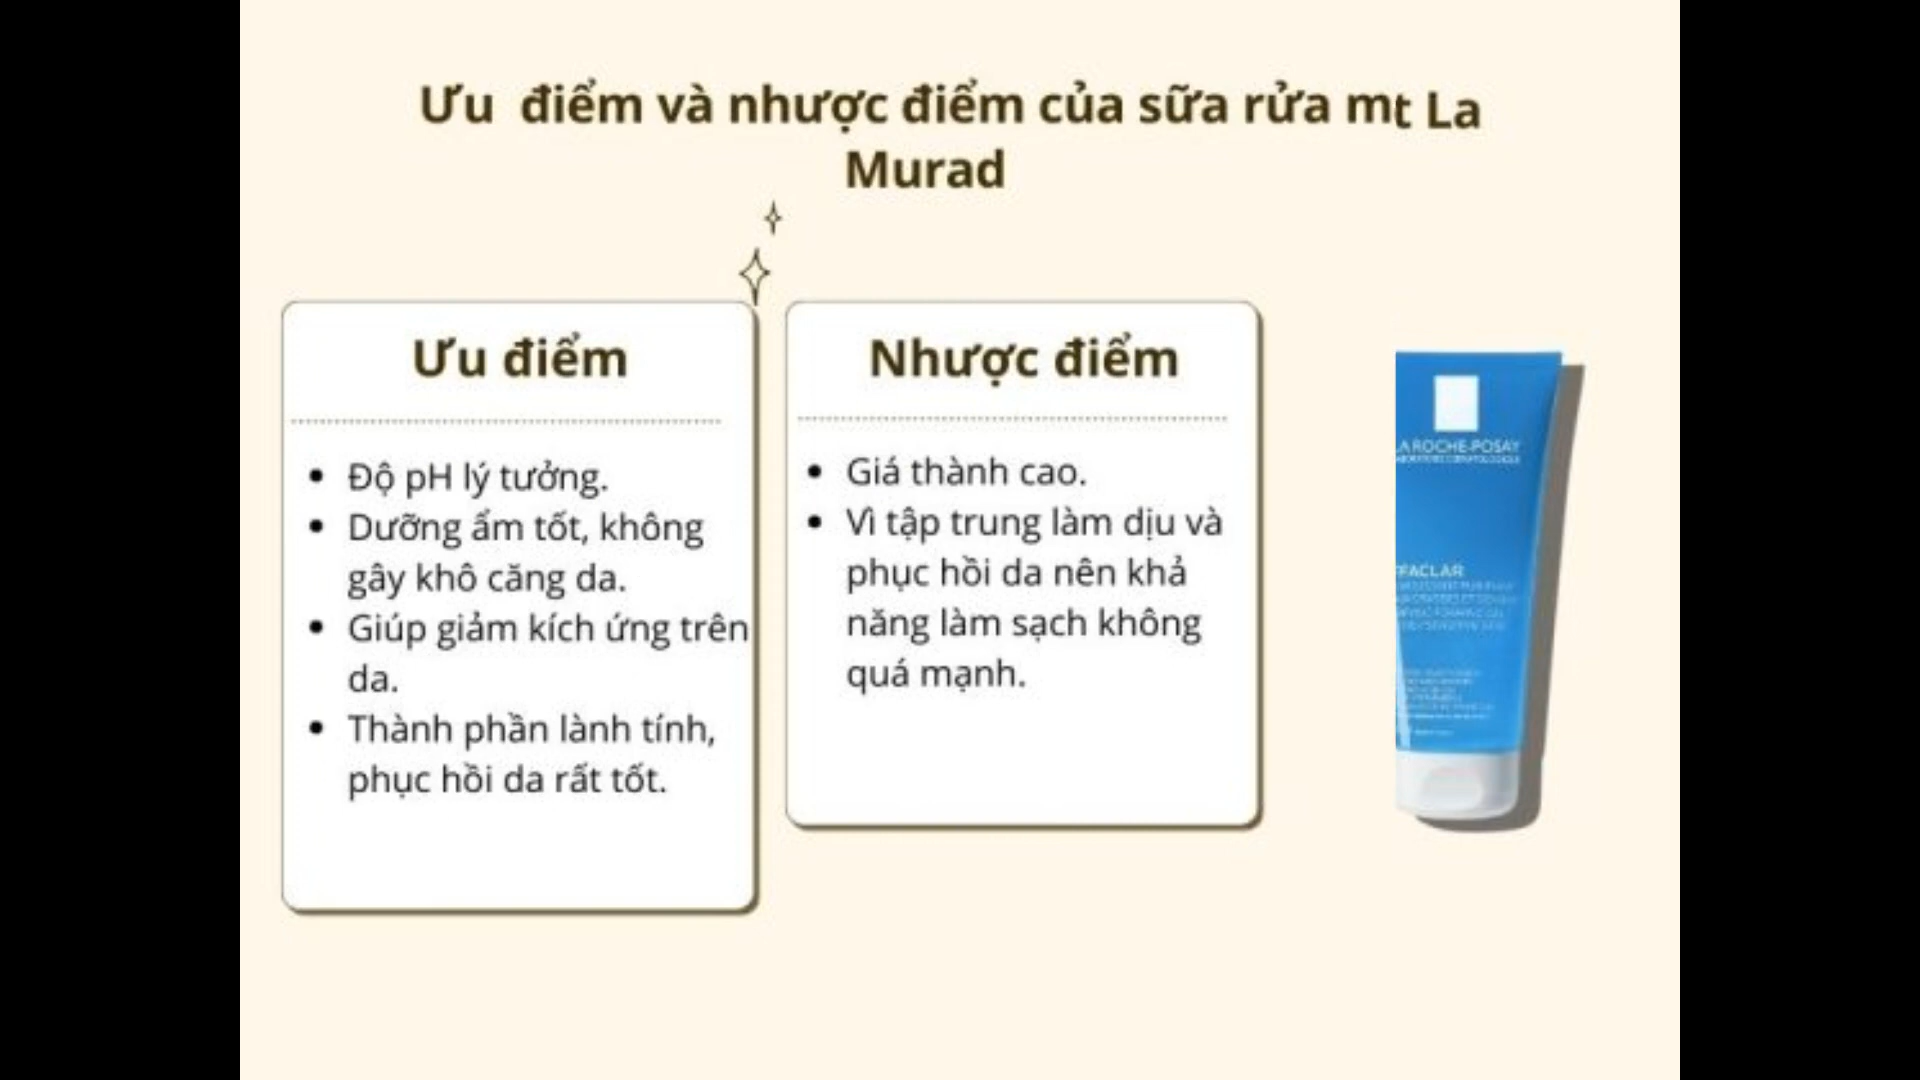 Ưu điểm và nhược điểm của sữa rửa mt La
Murad
Ưu điểm
Độ pH lý tưởng.
Dưỡng ẩm tốt, không
gây khô căng da.
Giúp giảm kích ứng trên
da.
Thành phần lành tính,
phục hồi da rất tốt.
Nhược điểm
Giá thành cao.
Vì tập trung làm dịu và
phục hồi da nên khả
năng làm sạch không
quá mạnh.
LA ROCHE-POSAY
FACLAR